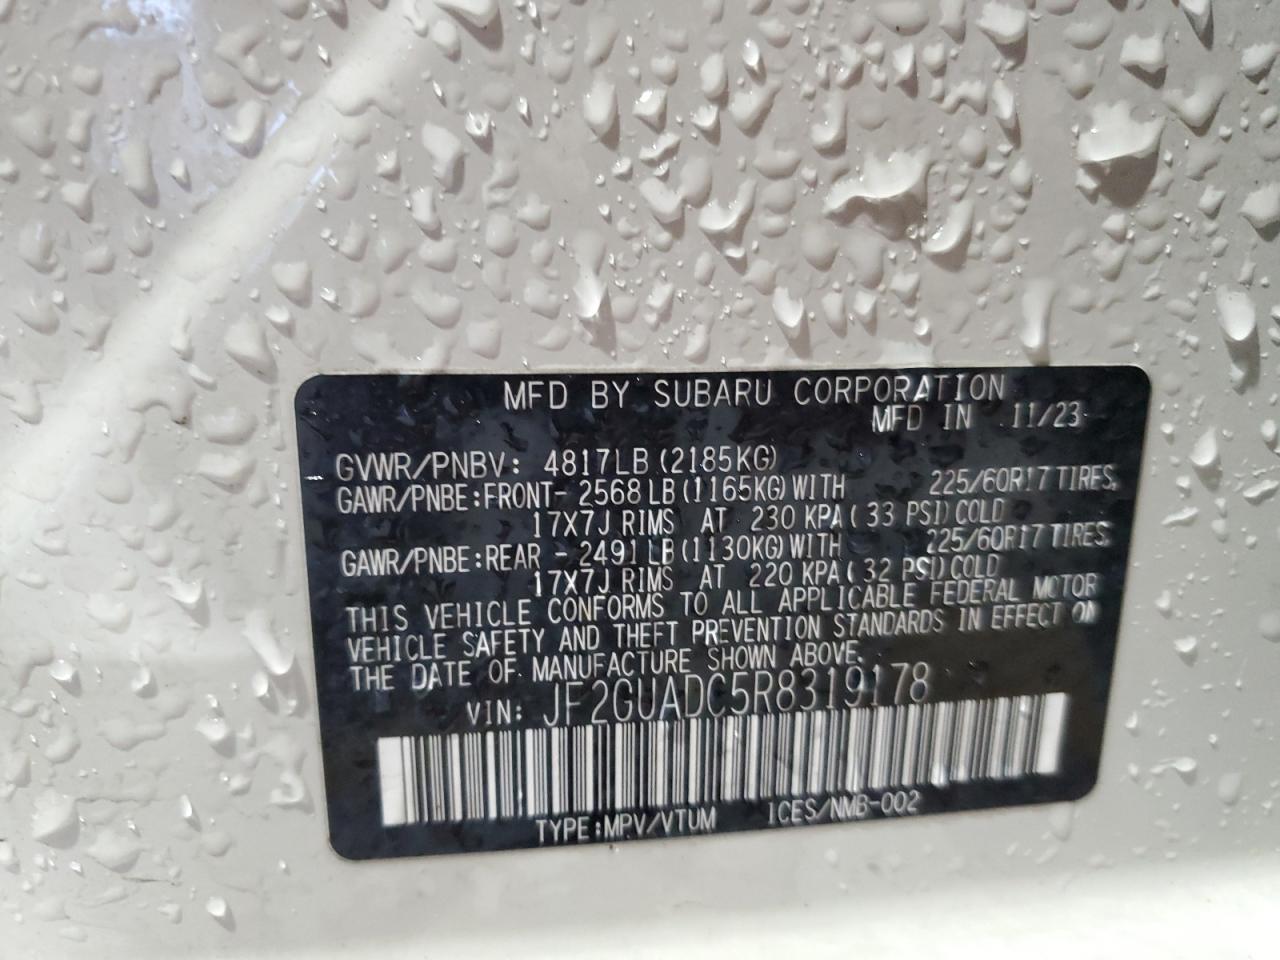 MFD BY SUBARU CORPORATION
MFD IN 11/23
GVWR/PNBV: 4817LB (2185KG)
GAWR/PNBE:FRONT- 2568 LB (1165KG) WITH 225/60R17 TIRES,
17X7J RIMS AT 230 KPA ( 33 PSI) COLD
GAWR/PNBE:REAR - 2491 LB (1130KG) WITH 225/60R17 TIRES
17X7J RIMS AT 220 KPA ( 32 PSI) COLD
THIS VEHICLE CONFORMS TO ALL APPLICABLE FEDERAL MOTOR
VEHICLE SAFETY AND THEFT PREVENTION STANDARDS IN EFFECT ON
THE DATE OF MANUFACTURE SHOWN ABOVE.
VIN: JF2GUADC5R8319178
TYPE:MPV/VTUM ICES/NMB-002